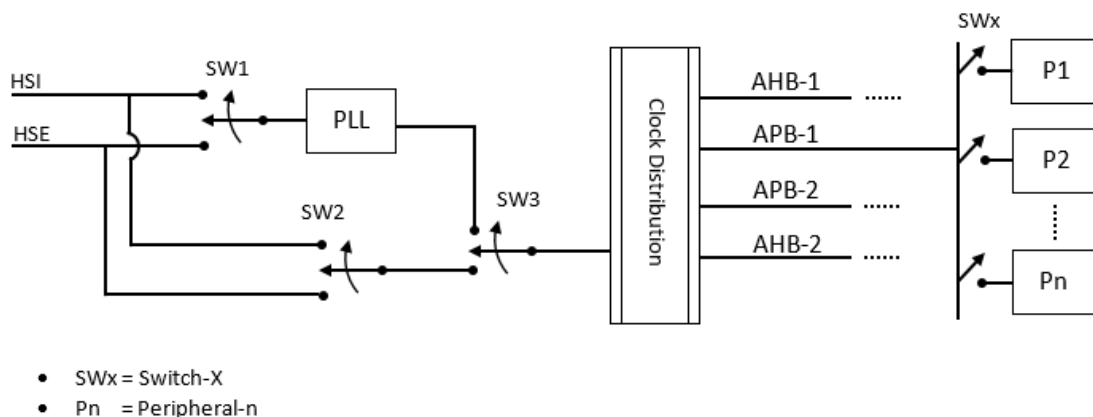 SWx
HSI
SW1
P1
AHB-1
PLL
HSE
APB-1
P2
Clock Distribution
SW2
SW3
APB-2
AHB-2
Pn
SWx = Switch-X
Pn = Peripheral-n